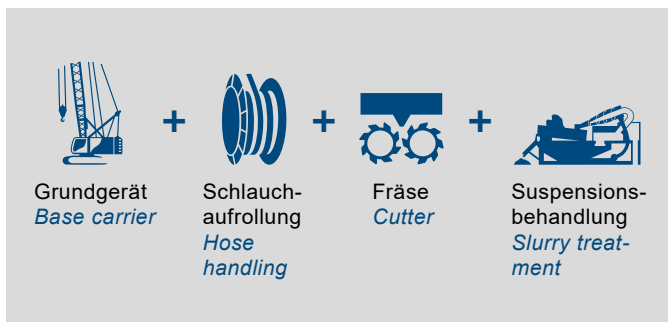 + + +
Grundgerät
Base carrier
Schlauch-
aufrollung
Hose
handling
Fräse
Cutter
Suspensions-
behandlung
Slurry treat-
ment